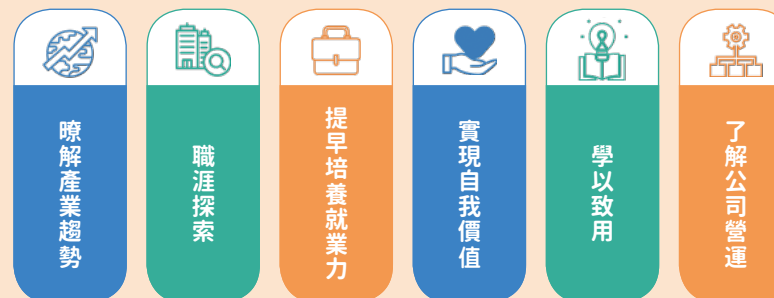 瞭解產業趨勢
職涯探索
提早培養就業力
實現自我價值
學以致用
了解公司營運